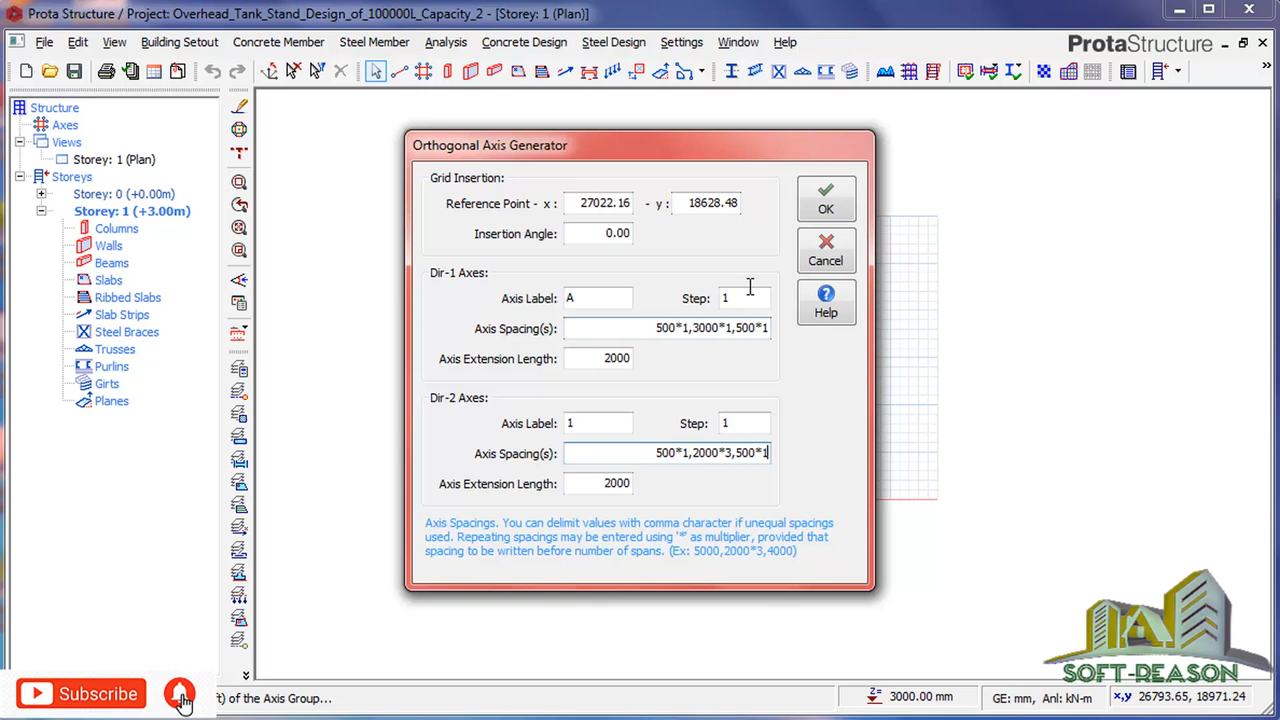 Prota Structure / Project: Overhead_Tank_Stand_Design_of_100000L_Capacity_2 - [Storey: 1 (Plan)]
File Edit View Building Setout Concrete Member Steel Member Analysis Concrete Design Steel Design Settings Window Help
ProtaStructure
Structure
Axes
Views
Storey: 1 (Plan)
Storeys
Storey: 0 (+0.00m)
Storey: 1 (+3.00m)
Columns
Walls
Beams
Slabs
Ribbed Slabs
Slab Strips
Steel Braces
Trusses
Purlins
Girts
Planes
Orthogonal Axis Generator
Grid Insertion:
Reference Point - x : 27022.16 - y : 18628.48
Insertion Angle: 0.00
OK
Cancel
Help
Dir-1 Axes:
Axis Label: A Step: 1
Axis Spacing(s): 500*1,3000*1,500*1
Axis Extension Length: 2000
Dir-2 Axes:
Axis Label: 1 Step: 1
Axis Spacing(s): 500*1,2000*3,500*1
Axis Extension Length: 2000
Axis Spacings. You can delimit values with comma character if unequal spacings
used. Repeating spacings may be entered using '*' as multiplier, provided that
spacing to be written before number of spans. (Ex: 5000,2000*3,4000)
SOFT-REASON
Subscribe
of the Axis Group...
Z= 3000.00 mm
GE: mm, Anl: kN-m
x,y 26793.65, 18971.24